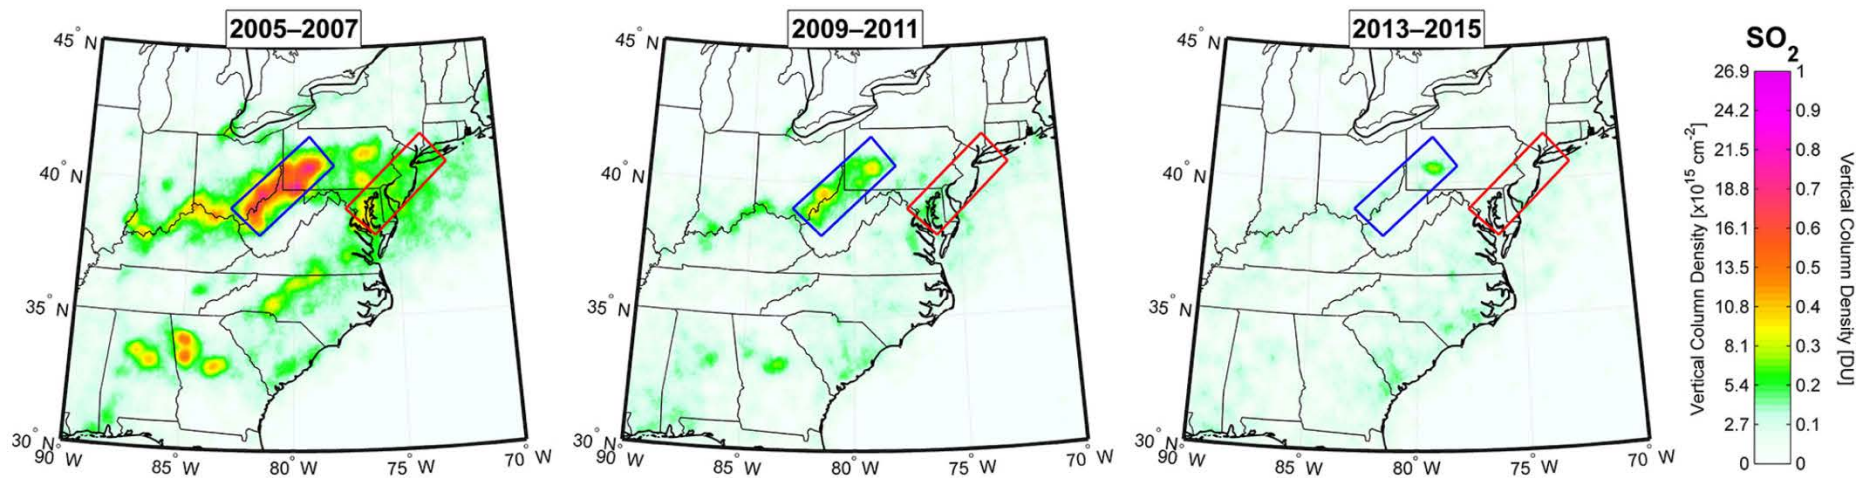 2005–2007
45° N
40° N
35° N
30° N
90° W
85° W
80° W
75° W
70° W
2009–2011
45° N
40° N
35° N
30° N
90° W
85° W
80° W
75° W
70° W
2013–2015
45° N
40° N
35° N
30° N
90° W
85° W
80° W
75° W
70° W
SO2
26.9 1
24.2 0.9
21.5 0.8
18.8 0.7
16.1 0.6
13.5 0.5
10.8 0.4
8.1 0.3
5.4 0.2
2.7 0.1
0 0
Vertical Column Density [x10¹⁵ cm⁻²]
Vertical Column Density [DU]